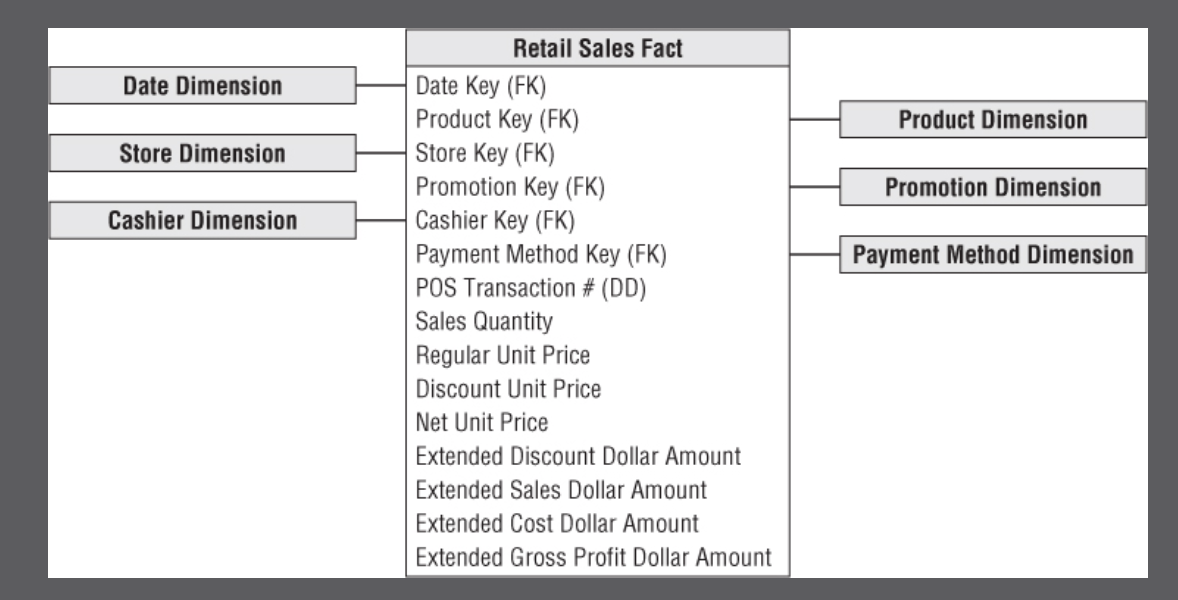 Retail Sales Fact
Date Dimension
Date Key (FK)
Product Key (FK)
Product Dimension
Store Dimension
Store Key (FK)
Promotion Key (FK)
Promotion Dimension
Cashier Dimension
Cashier Key (FK)
Payment Method Key (FK)
Payment Method Dimension
POS Transaction # (DD)
Sales Quantity
Regular Unit Price
Discount Unit Price
Net Unit Price
Extended Discount Dollar Amount
Extended Sales Dollar Amount
Extended Cost Dollar Amount
Extended Gross Profit Dollar Amount